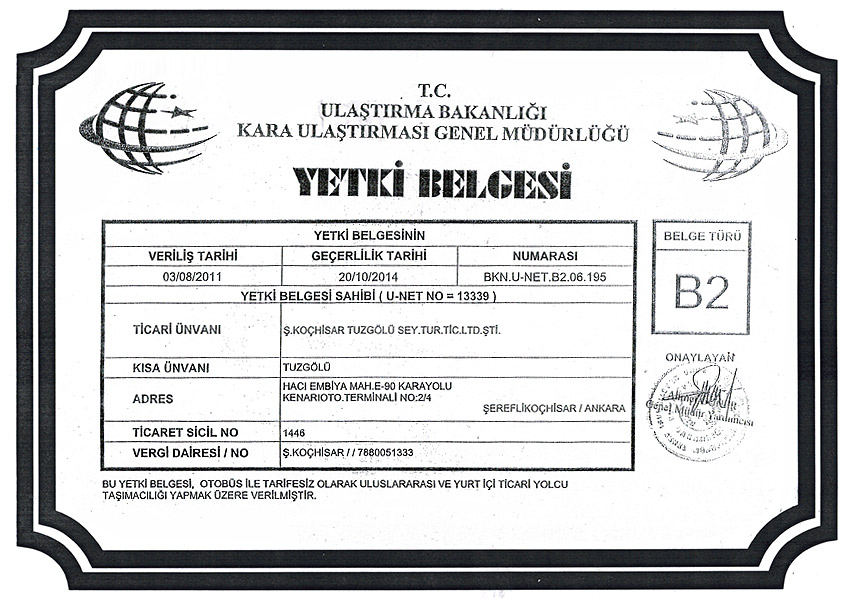 T.C.
ULAŞTIRMA BAKANLIĞI
KARA ULAŞTIRMASI GENEL MÜDÜRLÜĞÜ
YETKİ BELGESİ
YETKİ BELGESİNİN
VERİLİŞ TARİHİ GEÇERLİLİK TARİHİ NUMARASI
03/08/2011 20/10/2014 BKN.U-NET.B2.06.195
YETKİ BELGESİ SAHİBİ ( U-NET NO = 13339 )
TİCARİ ÜNVANI Ş.KOÇHİSAR TUZGÖLÜ SEY.TUR.TİC.LTD.ŞTİ.
KISA ÜNVANI TUZGÖLÜ
ADRES HACI EMBİYA MAH.E-90 KARAYOLU
KENARIOTO.TERMİNALİ NO:2/4
ŞEREFLİKOÇHİSAR / ANKARA
TİCARET SİCİL NO 1446
VERGİ DAİRESİ / NO Ş.KOÇHİSAR / / 7880051333
BELGE TÜRÜ
B2
ONAYLAYAN
Genel Müdür Yardımcısı
BU YETKİ BELGESİ, OTOBÜS İLE TARİFESİZ OLARAK ULUSLARARASI VE YURT İÇİ TİCARİ YOLCU
TAŞIMACILIĞI YAPMAK ÜZERE VERİLMİŞTİR.